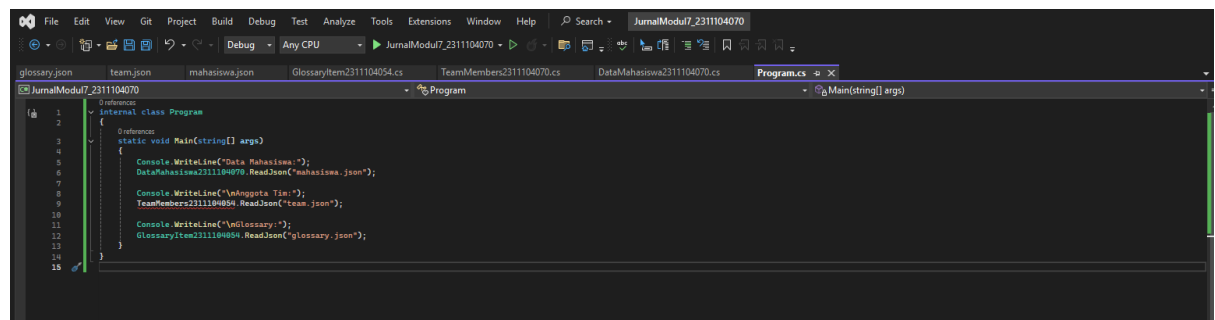 File Edit View Git Project Build Debug Test Analyze Tools Extensions Window Help Search JurnalModul7_2311104070
Debug Any CPU JurnalModul7_2311104070
glossary.json team.json mahasiswa.json GlossaryItem2311104054.cs TeamMembers2311104070.cs DataMahasiswa2311104070.cs Program.cs
JurnalModul7_2311104070 Program Main(string[] args)
0 references
1 internal class Program
2 {
0 references
3 static void Main(string[] args)
4 {
5 Console.WriteLine("Data Mahasiswa:");
6 DataMahasiswa2311104070.ReadJson("mahasiswa.json");
7
8 Console.WriteLine("\nAnggota Tim:");
9 TeamMembers2311104054.ReadJson("team.json");
10
11 Console.WriteLine("\nGlossary:");
12 GlossaryItem2311104054.ReadJson("glossary.json");
13 }
14 }
15